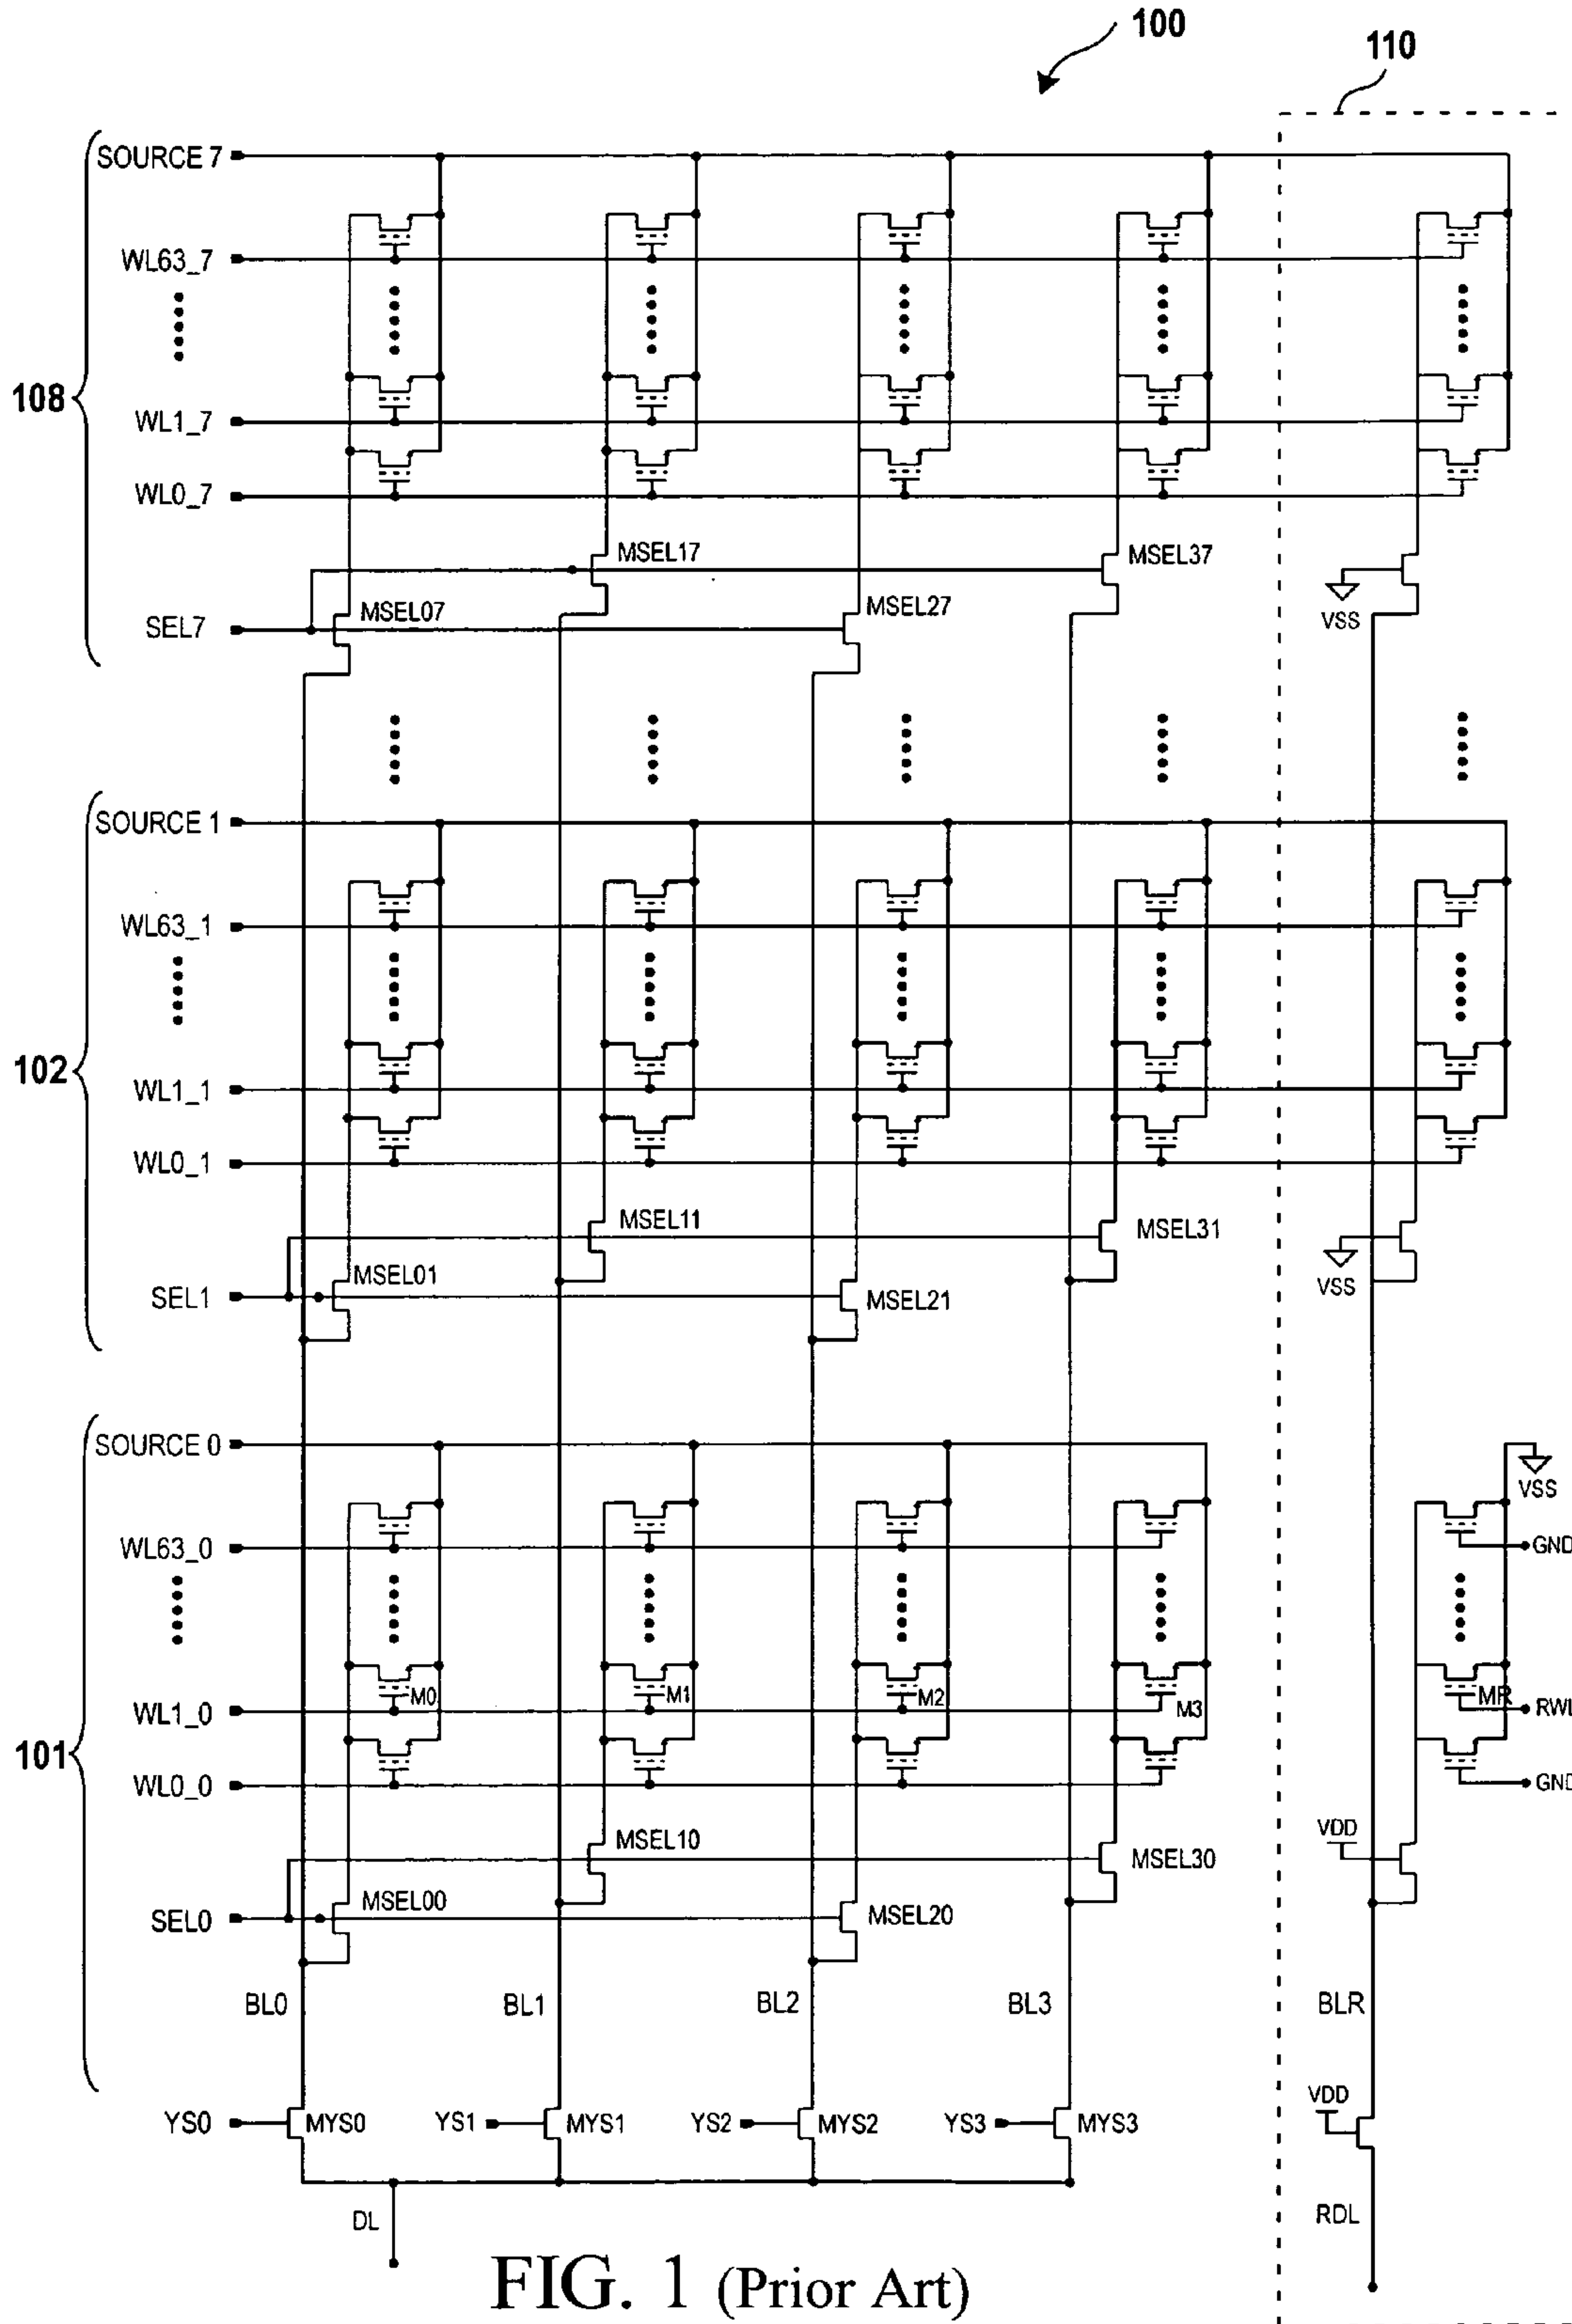 100
110
SOURCE 7
WL63_7
108
WL1_7
WL0_7
MSEL17
MSEL37
MSEL07
MSEL27
SEL7
VSS
SOURCE 1
WL63_1
102
WL1_1
WL0_1
MSEL11
MSEL31
MSEL01
MSEL21
SEL1
VSS
SOURCE 0
VSS
WL63_0
GND
M0
M1
M2
M3
MR
WL1_0
RWL
101
WL0_0
GND
VDD
MSEL10
MSEL30
MSEL00
MSEL20
SEL0
BL0
BL1
BL2
BL3
BLR
VDD
YS0
MYS0
YS1
MYS1
YS2
MYS2
YS3
MYS3
DL
RDL
FIG. 1 (Prior Art)